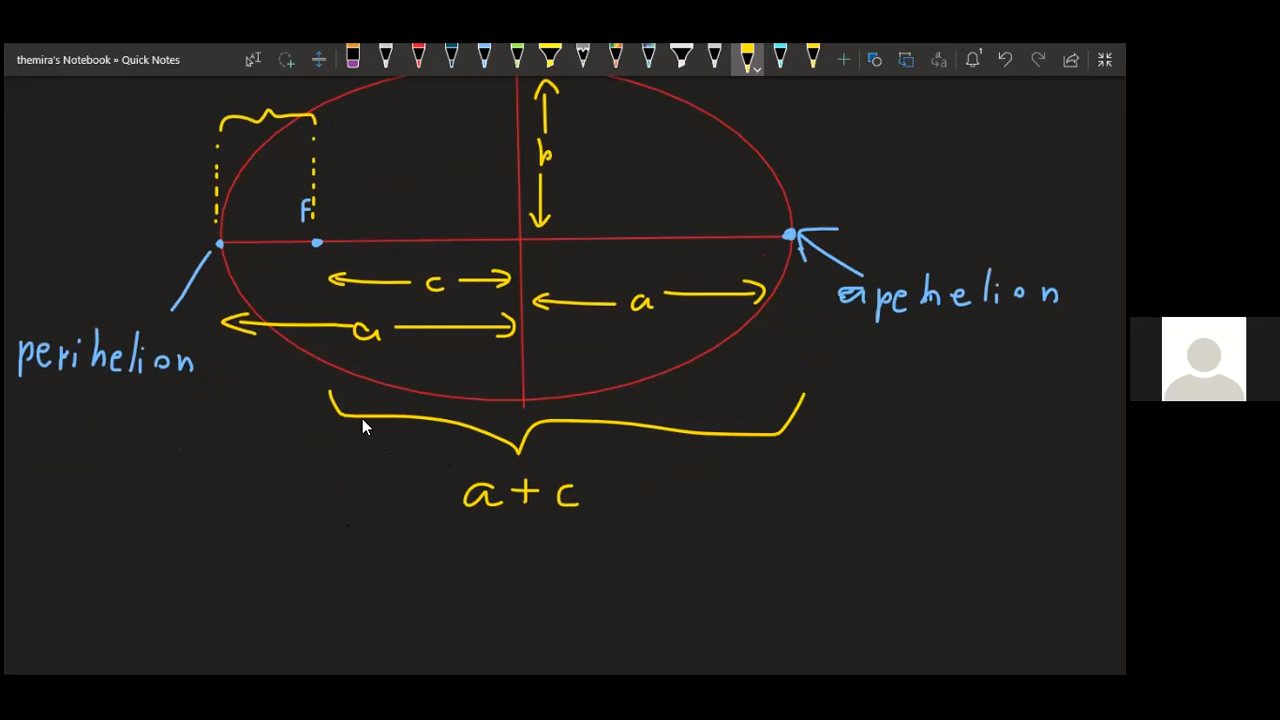 themira's Notebook » Quick Notes
b
F
c
a
a
apehelion
perihelion
a + c